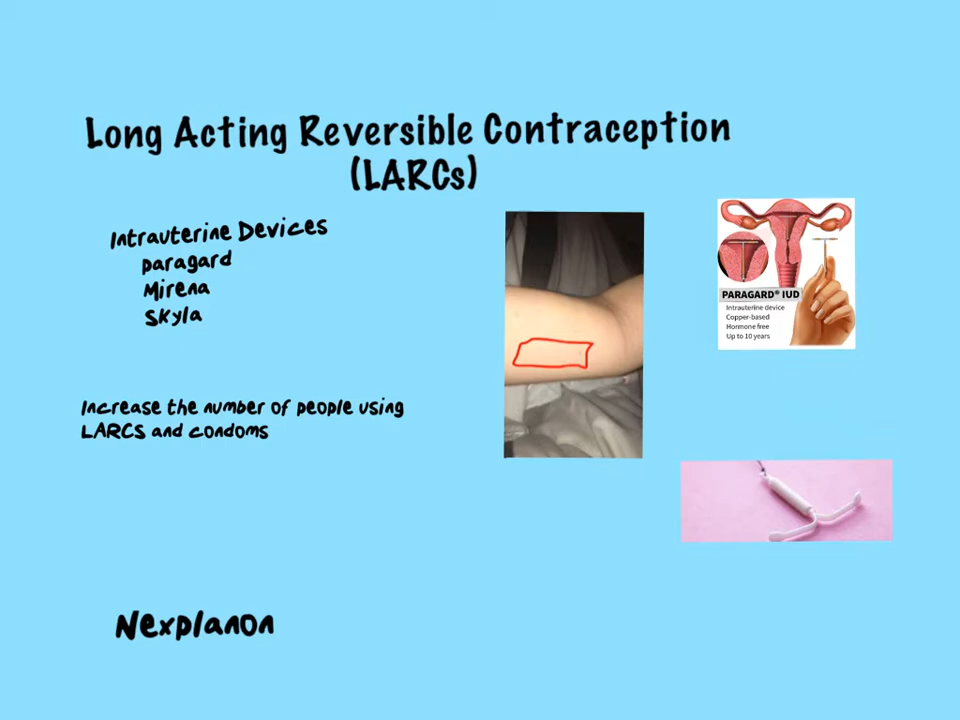 Long Acting Reversible Contraception
(LARCs)
Intrauterine Devices
paragard
Mirena
Skyla
PARAGARD® IUD
Intrauterine device
Copper-based
Hormone free
Up to 10 years
Increase the number of people using
LARCS and condoms
Nexplanon